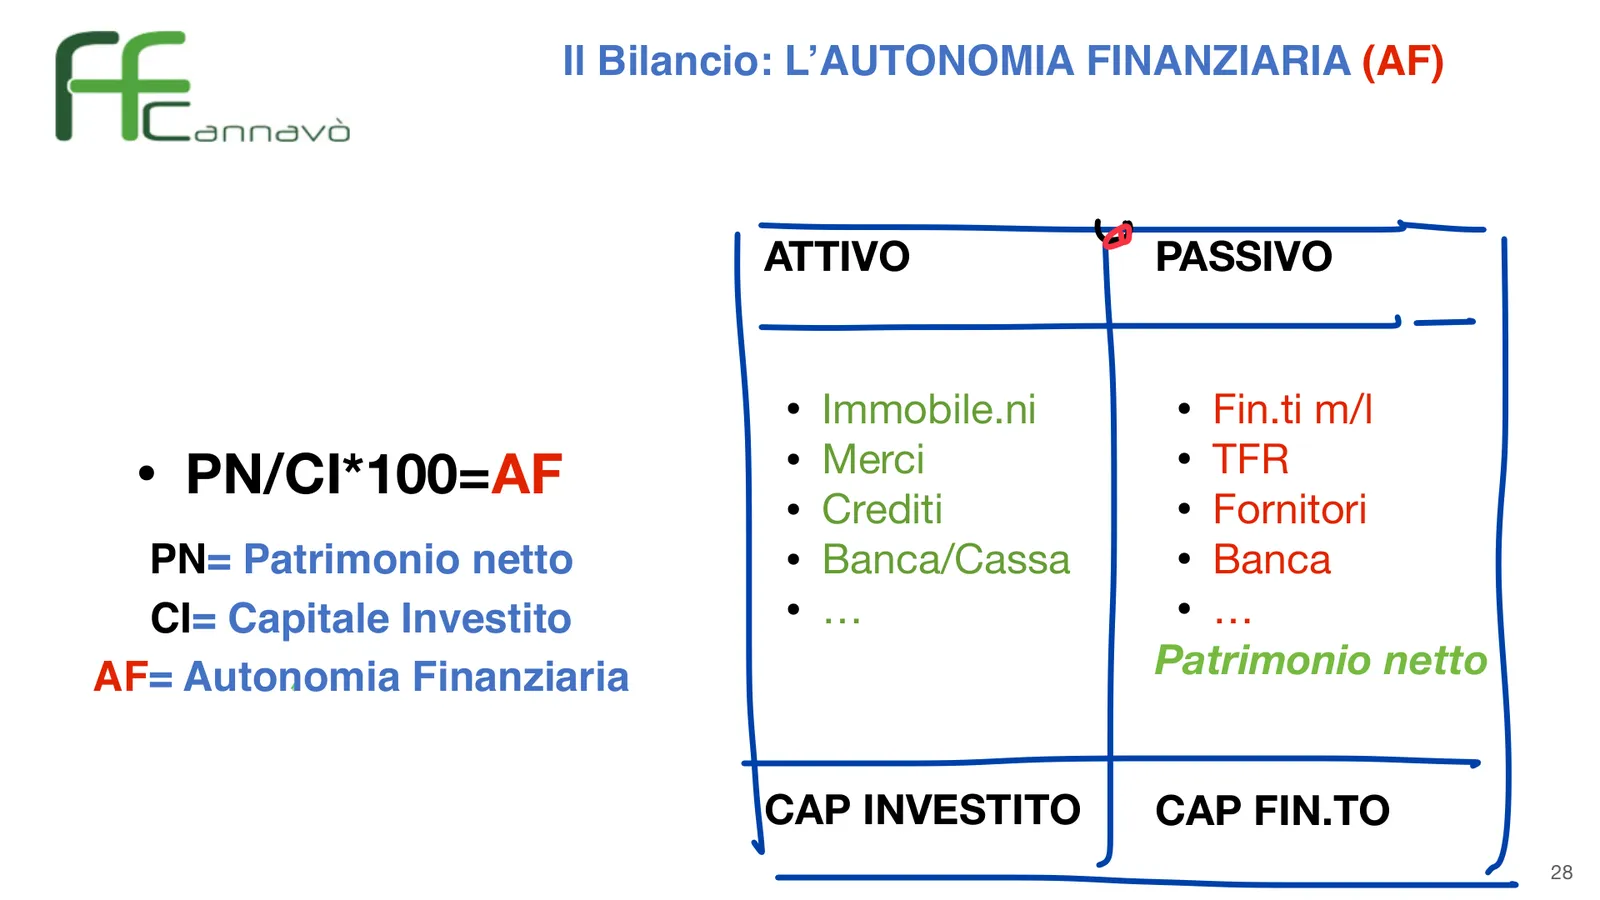 FFCannavò
Il Bilancio: L’AUTONOMIA FINANZIARIA (AF)
• PN/CI*100=AF
PN= Patrimonio netto
CI= Capitale Investito
AF= Autonomia Finanziaria
ATTIVO
• Immobile.ni
• Merci
• Crediti
• Banca/Cassa
• …
CAP INVESTITO
PASSIVO
• Fin.ti m/l
• TFR
• Fornitori
• Banca
• …
Patrimonio netto
CAP FIN.TO
28